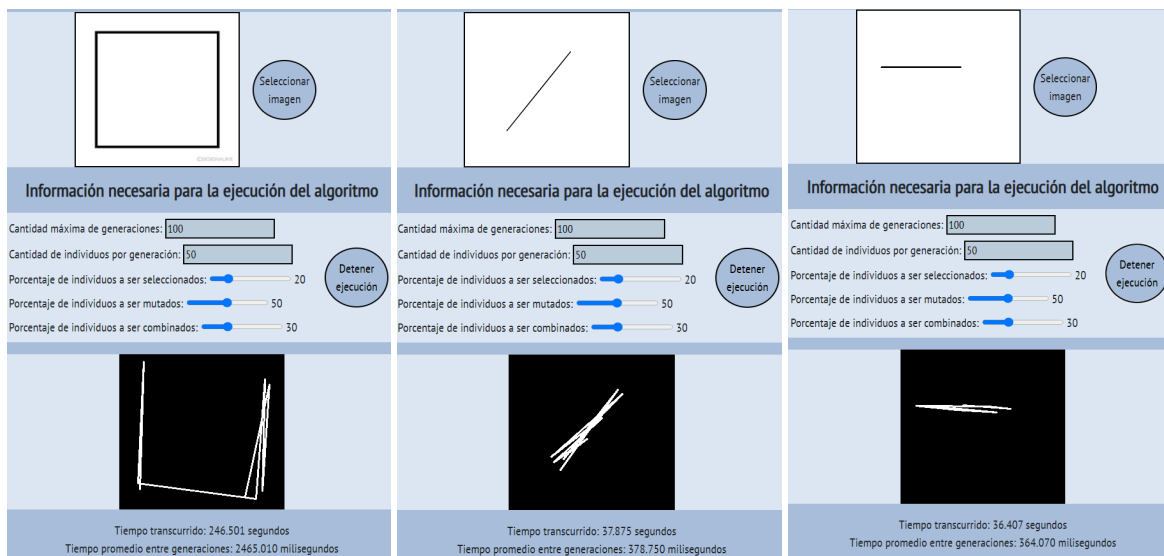 Seleccionar
imagen
©DESIGNALIKIE
Información necesaria para la ejecución del algoritmo
Cantidad máxima de generaciones: 100
Cantidad de individuos por generación: 50
Porcentaje de individuos a ser seleccionados: 20
Porcentaje de individuos a ser mutados: 50
Porcentaje de individuos a ser combinados: 30
Detener
ejecución
Tiempo transcurrido: 246.501 segundos
Tiempo promedio entre generaciones: 2465.010 milisegundos
Seleccionar
imagen
Información necesaria para la ejecución del algoritmo
Cantidad máxima de generaciones: 100
Cantidad de individuos por generación: 50
Porcentaje de individuos a ser seleccionados: 20
Porcentaje de individuos a ser mutados: 50
Porcentaje de individuos a ser combinados: 30
Detener
ejecución
Tiempo transcurrido: 37.875 segundos
Tiempo promedio entre generaciones: 378.750 milisegundos
Seleccionar
imagen
Información necesaria para la ejecución del algoritmo
Cantidad máxima de generaciones: 100
Cantidad de individuos por generación: 50
Porcentaje de individuos a ser seleccionados: 20
Porcentaje de individuos a ser mutados: 50
Porcentaje de individuos a ser combinados: 30
Detener
ejecución
Tiempo transcurrido: 36.407 segundos
Tiempo promedio entre generaciones: 364.070 milisegundos